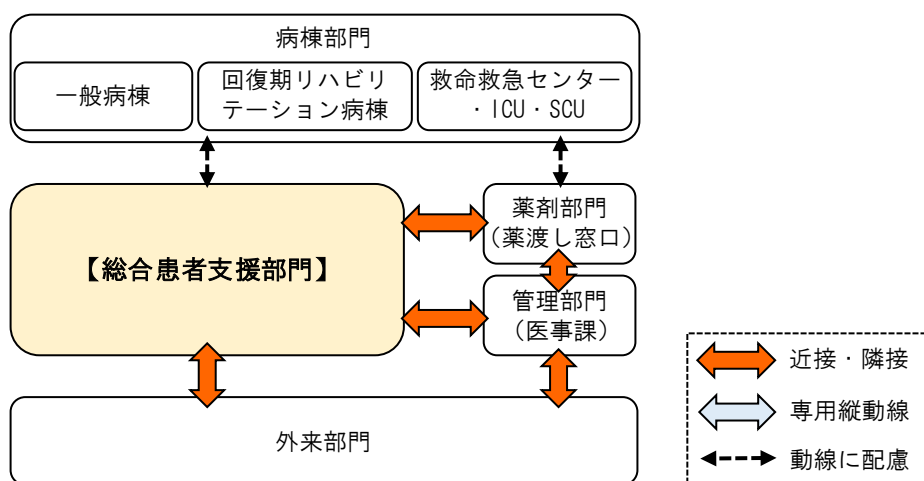 病棟部門
一般病棟
回復期リハビリ
テーション病棟
救命救急センター
・ICU・SCU
【総合患者支援部門】
薬剤部門
(薬渡し窓口)
管理部門
(医事課)
外来部門
近接・隣接
専用縦動線
動線に配慮